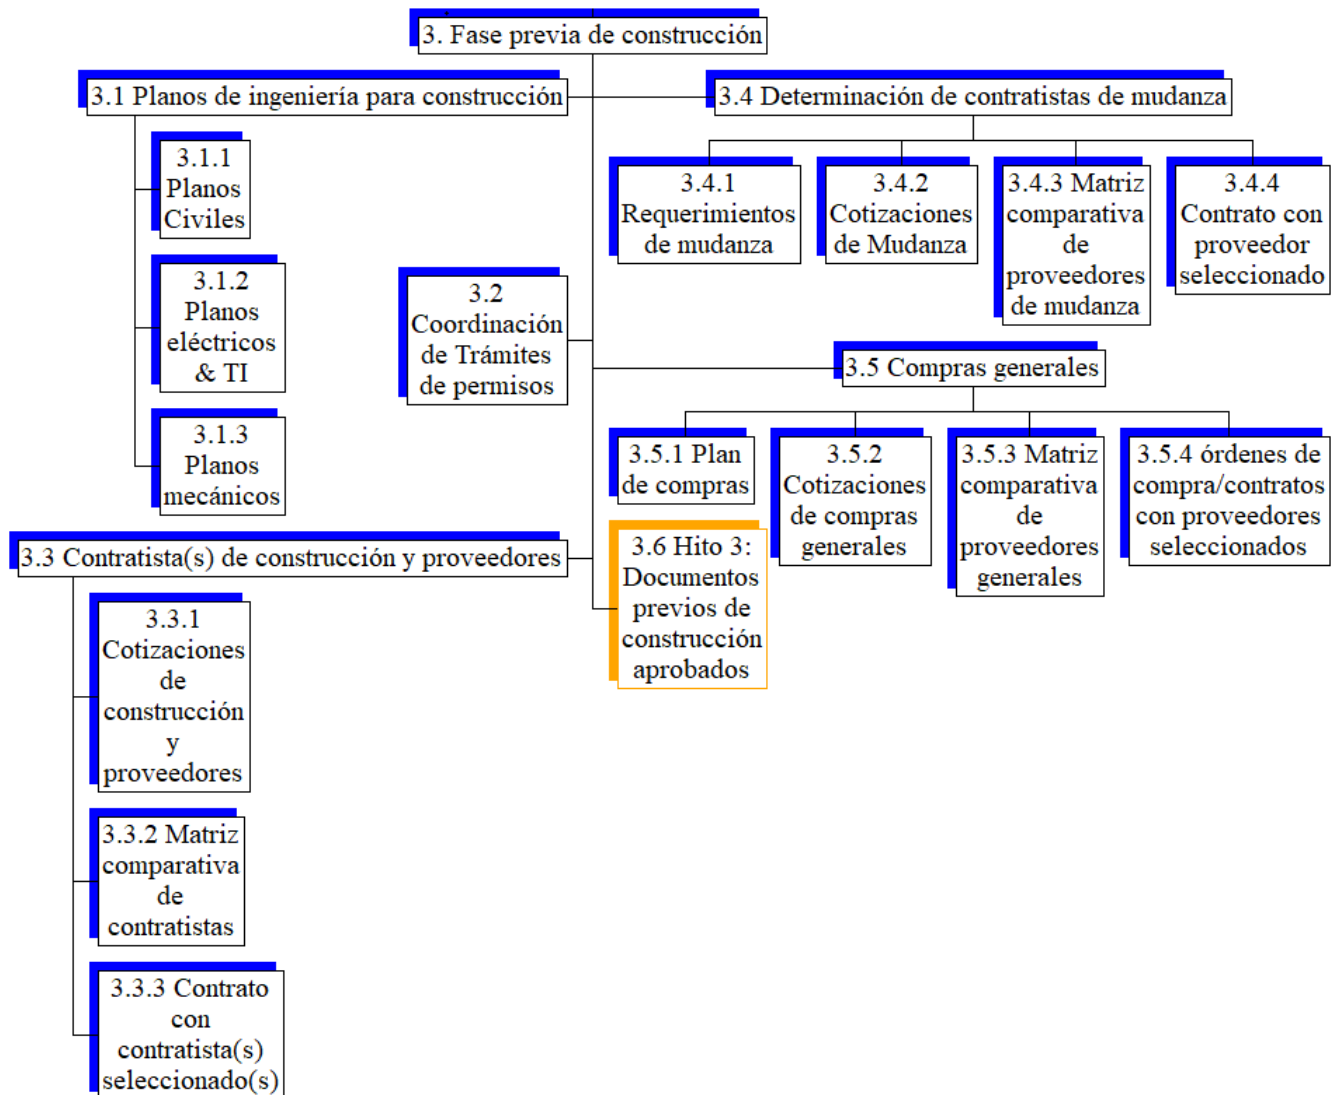 3. Fase previa de construcción
3.1 Planos de ingeniería para construcción
3.1.1
Planos
Civiles
3.1.2
Planos
eléctricos
& TI
3.1.3
Planos
mecánicos
3.2
Coordinación
de Trámites
de permisos
3.3 Contratista(s) de construcción y proveedores
3.3.1
Cotizaciones
de
construcción
y
proveedores
3.3.2 Matriz
comparativa
de
contratistas
3.3.3 Contrato
con
contratista(s)
seleccionado(s)
3.4 Determinación de contratistas de mudanza
3.4.1
Requerimientos
de mudanza
3.4.2
Cotizaciones
de Mudanza
3.4.3 Matriz
comparativa
de
proveedores
de mudanza
3.4.4
Contrato con
proveedor
seleccionado
3.5 Compras generales
3.5.1 Plan
de compras
3.5.2
Cotizaciones
de compras
generales
3.5.3 Matriz
comparativa
de
proveedores
generales
3.5.4 órdenes de
compra/contratos
con proveedores
seleccionados
3.6 Hito 3:
Documentos
previos de
construcción
aprobados